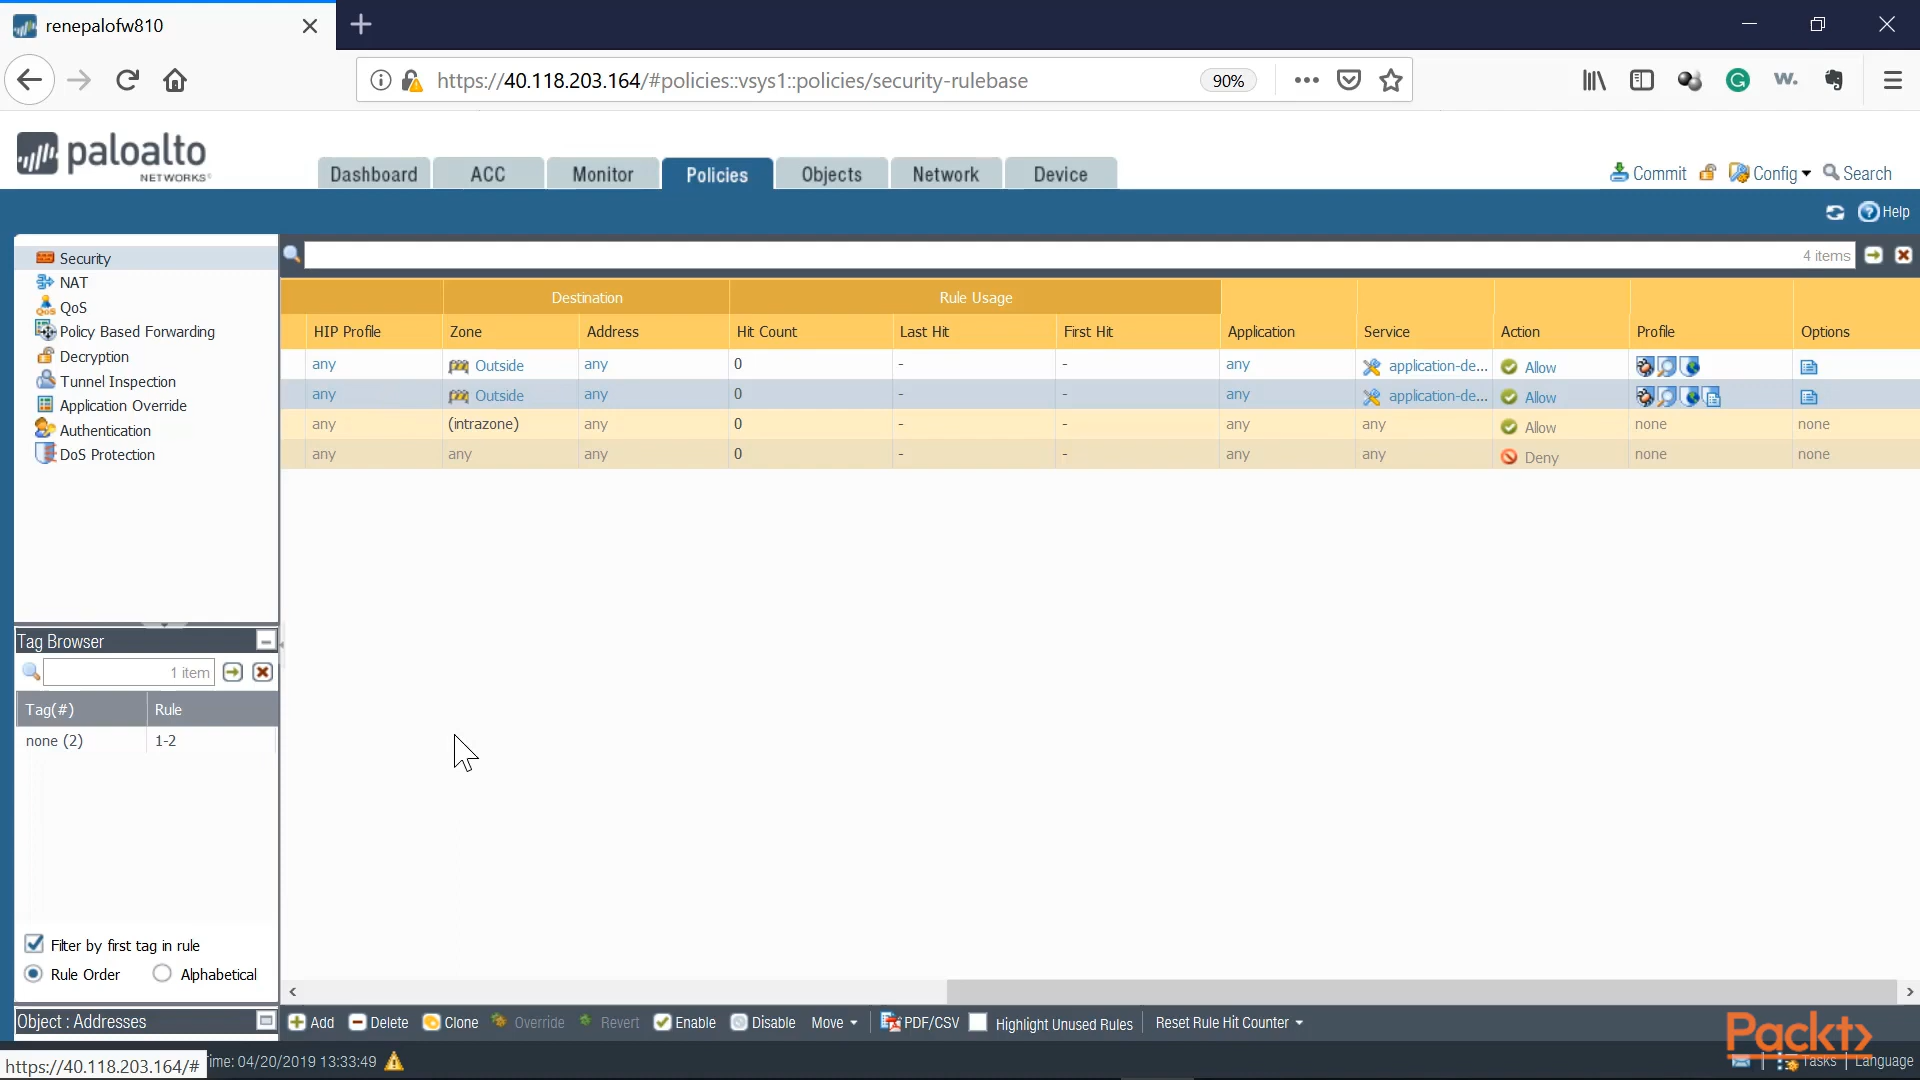 renepalofw810
https://40.118.203.164/#policies::vsys1::policies/security-rulebase
90%
paloalto
NETWORKS
Dashboard
ACC
Monitor
Policies
Objects
Network
Device
Commit
Config
Search
Help
Security
NAT
QoS
Policy Based Forwarding
Decryption
Tunnel Inspection
Application Override
Authentication
DoS Protection
4 items
Destination
Rule Usage
HIP Profile
Zone
Address
Hit Count
Last Hit
First Hit
Application
Service
Action
Profile
Options
any
Outside
any
0
-
-
any
application-de...
Allow
any
Outside
any
0
-
-
any
application-de...
Allow
any
(intrazone)
any
0
-
-
any
any
Allow
none
none
any
any
any
0
-
-
any
any
Deny
none
none
Tag Browser
1 item
Tag(#)
Rule
none (2)
1-2
Filter by first tag in rule
Rule Order
Alphabetical
Object : Addresses
Add
Delete
Clone
Override
Revert
Enable
Disable
Move
PDF/CSV
Highlight Unused Rules
Reset Rule Hit Counter
https://40.118.203.164/#
ime: 04/20/2019 13:33:49
Packt>
Tasks
Language